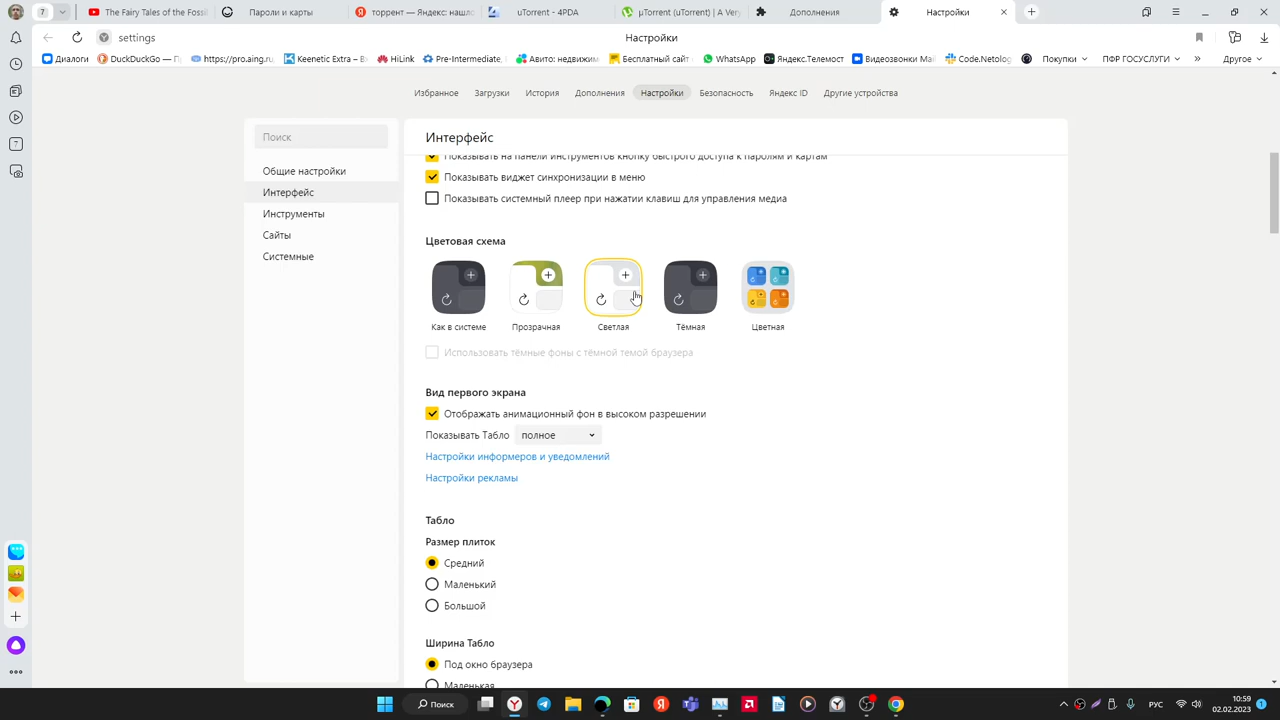 7
The Fairy Tales of the Fossil
Пароли и карты
торрент — Яндекс: нашло
uTorrent - 4PDA
µTorrent (uTorrent) | A Very
Дополнения
Настройки
settings
Настройки
Диалоги
DuckDuckGo —
https://pro.aing.ru
Keenetic Extra –
HiLink
Pre-Intermediate,
Авито: недвижим
Бесплатный сайт
WhatsApp
Яндекс.Телемост
Видеозвонки Mai
Code.Netolog
Покупки
ПФР ГОСУСЛУГИ
»
Другое
Избранное
Загрузки
История
Дополнения
Настройки
Безопасность
Яндекс ID
Другие устройства
Поиск
Общие настройки
Интерфейс
Инструменты
Сайты
Системные
Интерфейс
Показывать на панели инструментов кнопку быстрого доступа к паролям и картам
Показывать виджет синхронизации в меню
Показывать системный плеер при нажатии клавиш для управления медиа
Цветовая схема
Как в системе
Прозрачная
Светлая
Тёмная
Цветная
Использовать тёмные фоны с тёмной темой браузера
Вид первого экрана
Отображать анимационный фон в высоком разрешении
Показывать Табло полное
Настройки информеров и уведомлений
Настройки рекламы
Табло
Размер плиток
Средний
Маленький
Большой
Ширина Табло
Под окно браузера
Маленькая
Поиск
РУС
10:59
02.02.2023